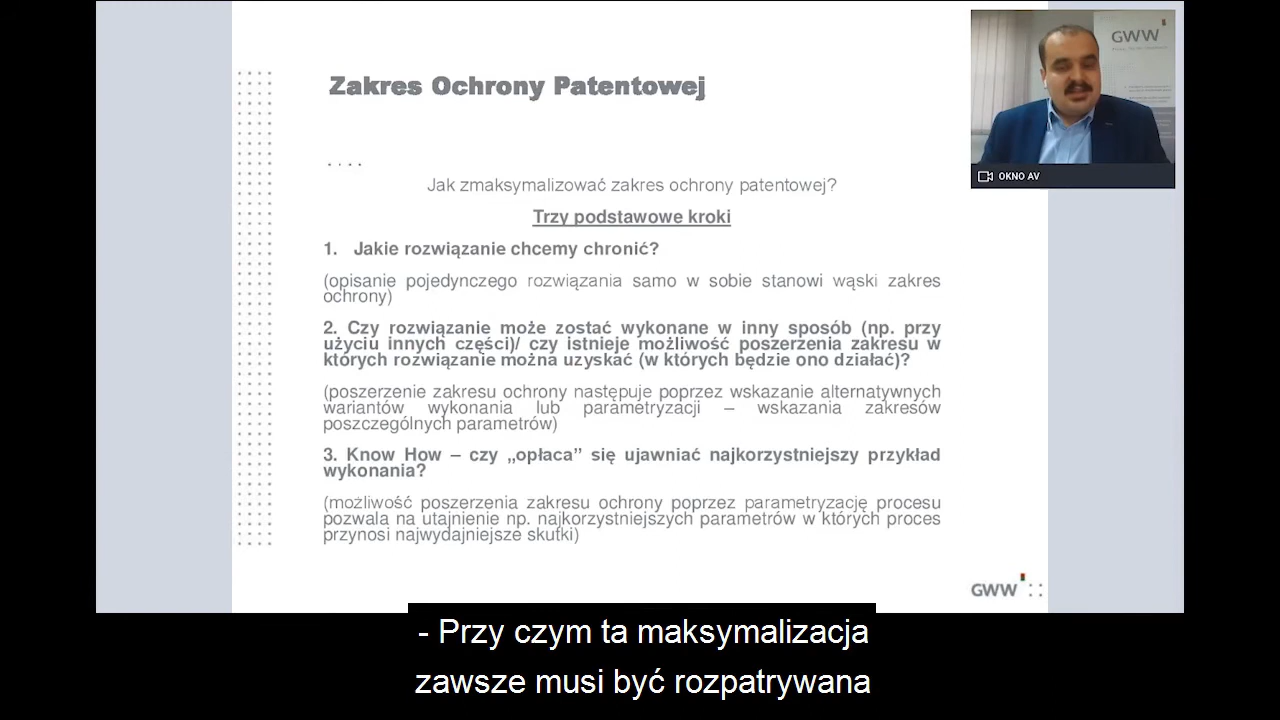 Zakres Ochrony Patentowej
GWW
OKNO AV
. . . .
Jak zmaksymalizować zakres ochrony patentowej?
Trzy podstawowe kroki
1. Jakie rozwiązanie chcemy chronić?
(opisanie pojedynczego rozwiązania samo w sobie stanowi wąski zakres
ochrony)
2. Czy rozwiązanie może zostać wykonane w inny sposób (np. przy
użyciu innych części)/ czy istnieje możliwość poszerzenia zakresu w
których rozwiązanie można uzyskać (w których będzie ono działać)?
(poszerzenie zakresu ochrony następuje poprzez wskazanie alternatywnych
wariantów wykonania lub parametryzacji – wskazania zakresów
poszczególnych parametrów)
3. Know How – czy „opłaca” się ujawniać najkorzystniejszy przykład
wykonania?
(możliwość poszerzenia zakresu ochrony poprzez parametryzację procesu
pozwala na utajnienie np. najkorzystniejszych parametrów w których proces
przynosi najwydajniejsze skutki)
GWW
- Przy czym ta maksymalizacja
zawsze musi być rozpatrywana